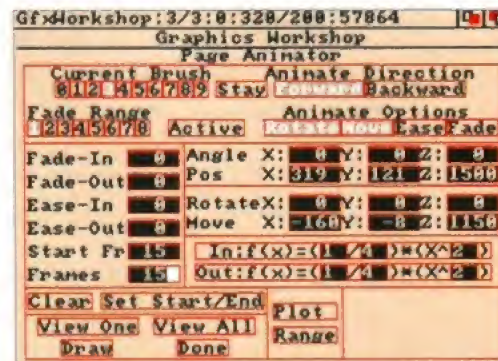 GfxWorkshop:3/3:0:320/200:57864
Graphics Workshop
Page Animator
Current Brush Animate Direction
0 1 2 3 4 5 6 7 8 9 Stay Forward Backward
Fade Range Animate Options
1 2 3 4 5 6 7 8 Active Rotate Move Ease Fade
Fade-In 0 Angle X: 0 Y: 0 Z: 0
Fade-Out 0 Pos X: 319 Y: 121 Z: 1500
Ease-In 0 Rotate X: 0 Y: 0 Z: 0
Ease-Out 0 Move X: -160 Y: -8 Z: 1150
Start Fr 15 In:f(x)=(1 /4 )*(X^2 )
Frames 15 Out:f(x)=(1 /4 )*(X^2 )
Clear Set Start/End Plot
View One View All Range
Draw Done